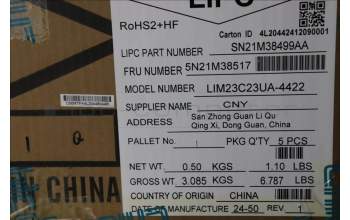 LIPC
RoHS2+HF
Carton ID 4L20442412090001
LIPC PART NUMBER SN21M38499AA
FRU NUMBER 5N21M38517
MODEL NUMBER LIM23C23UA-4422
SUPPLIER NAME CNY
ADDRESS San Zhong Guan Li Qu
Qing Xi, Dong Guan, China
PALLET NO. PKG Q'TY 5 PCS
NET WT. 0.50 KGS 1.10 LBS
GROSS WT. 3.085 KGS 6.787 LBS
COUNTRY OF ORIGIN CHINA
DATE OF MANUFACTURE 24-50 REV 1
CHINA